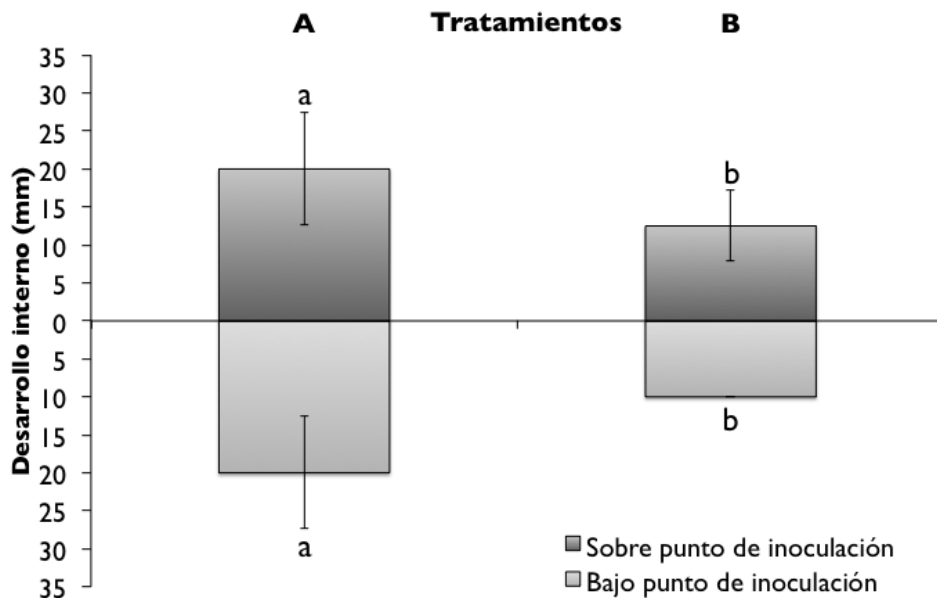 A Tratamientos B
35
30
25
20
15
10
5
0
5
10
15
20
25
30
35
Desarrollo interno (mm)
a
b
b
a
Sobre punto de inoculación
Bajo punto de inoculación